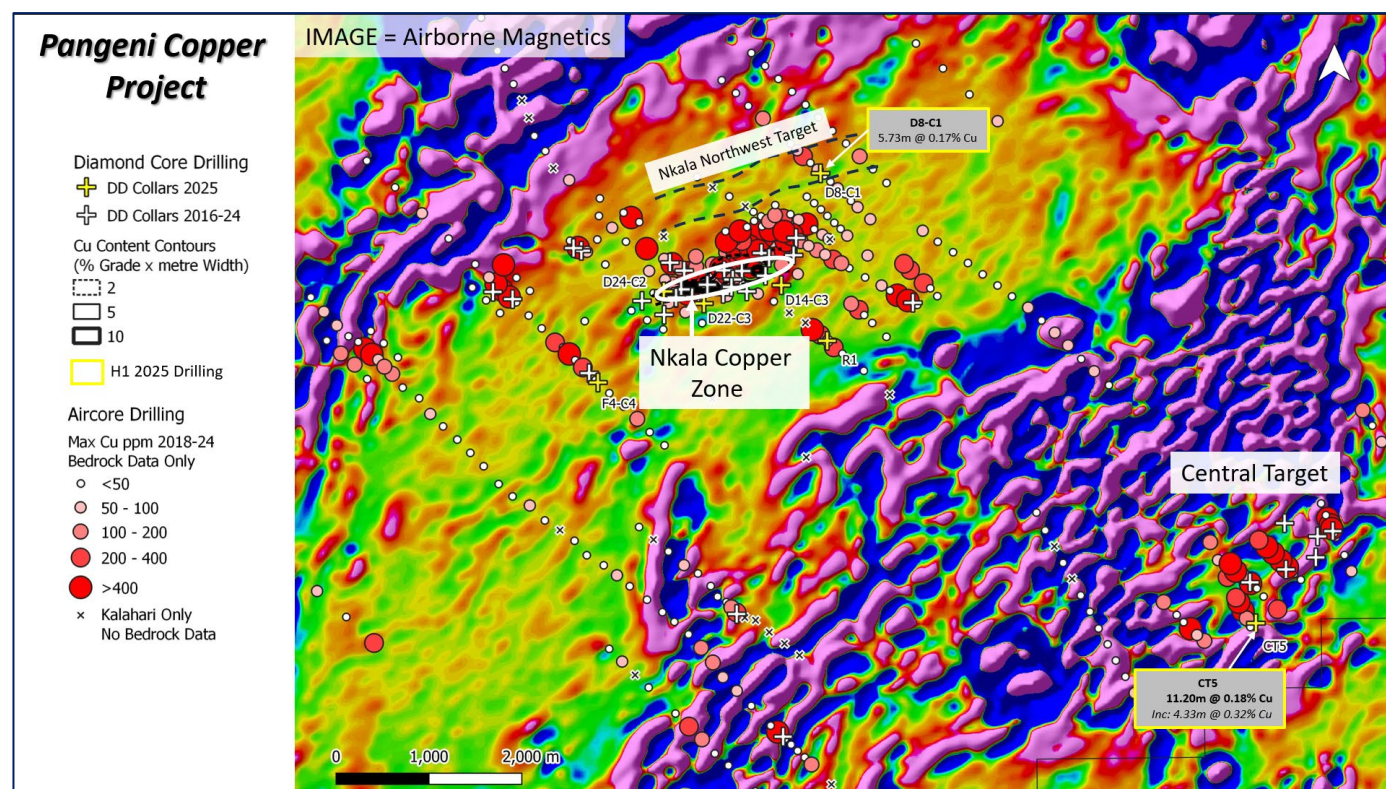 Pangeni Copper
Project
Diamond Core Drilling
DD Collars 2025
DD Collars 2016-24
Cu Content Contours
(% Grade x metre Width)
2
5
10
H1 2025 Drilling
Aircore Drilling
Max Cu ppm 2018-24
Bedrock Data Only
<50
50 - 100
100 - 200
200 - 400
>400
× Kalahari Only
No Bedrock Data
IMAGE = Airborne Magnetics
Nkala Northwest Target
D8-C1
5.73m @ 0.17% Cu
D8-C1
D24-C2
D22-C3
D14-C3
Nkala Copper
Zone
R1
F4-C4
Central Target
CT5
CT5
11.20m @ 0.18% Cu
Inc: 4.33m @ 0.32% Cu
0 1,000 2,000 m